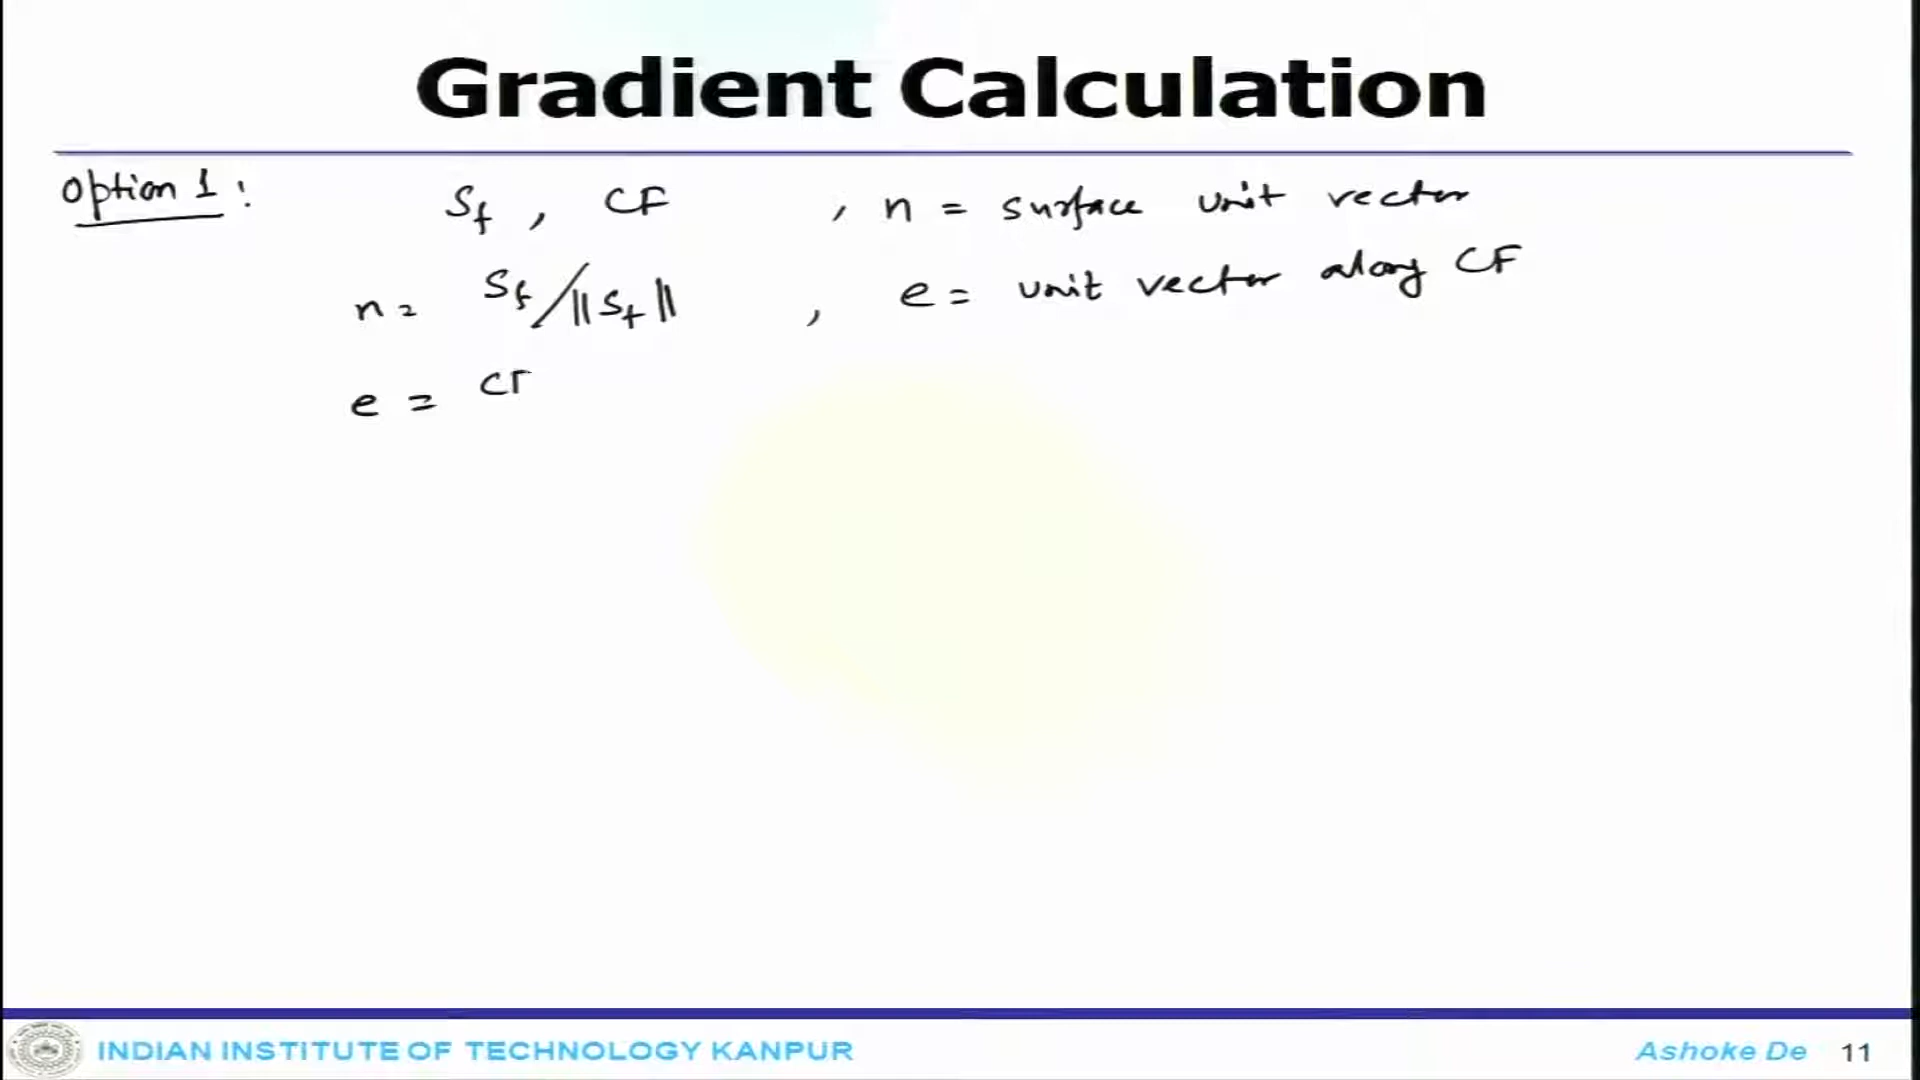 Gradient Calculation
Option 1 :
Sf , CF , n = surface unit vector
n = Sf / ||Sf|| , e = unit vector along CF
e = CF
INDIAN INSTITUTE OF TECHNOLOGY KANPUR
Ashoke De 11